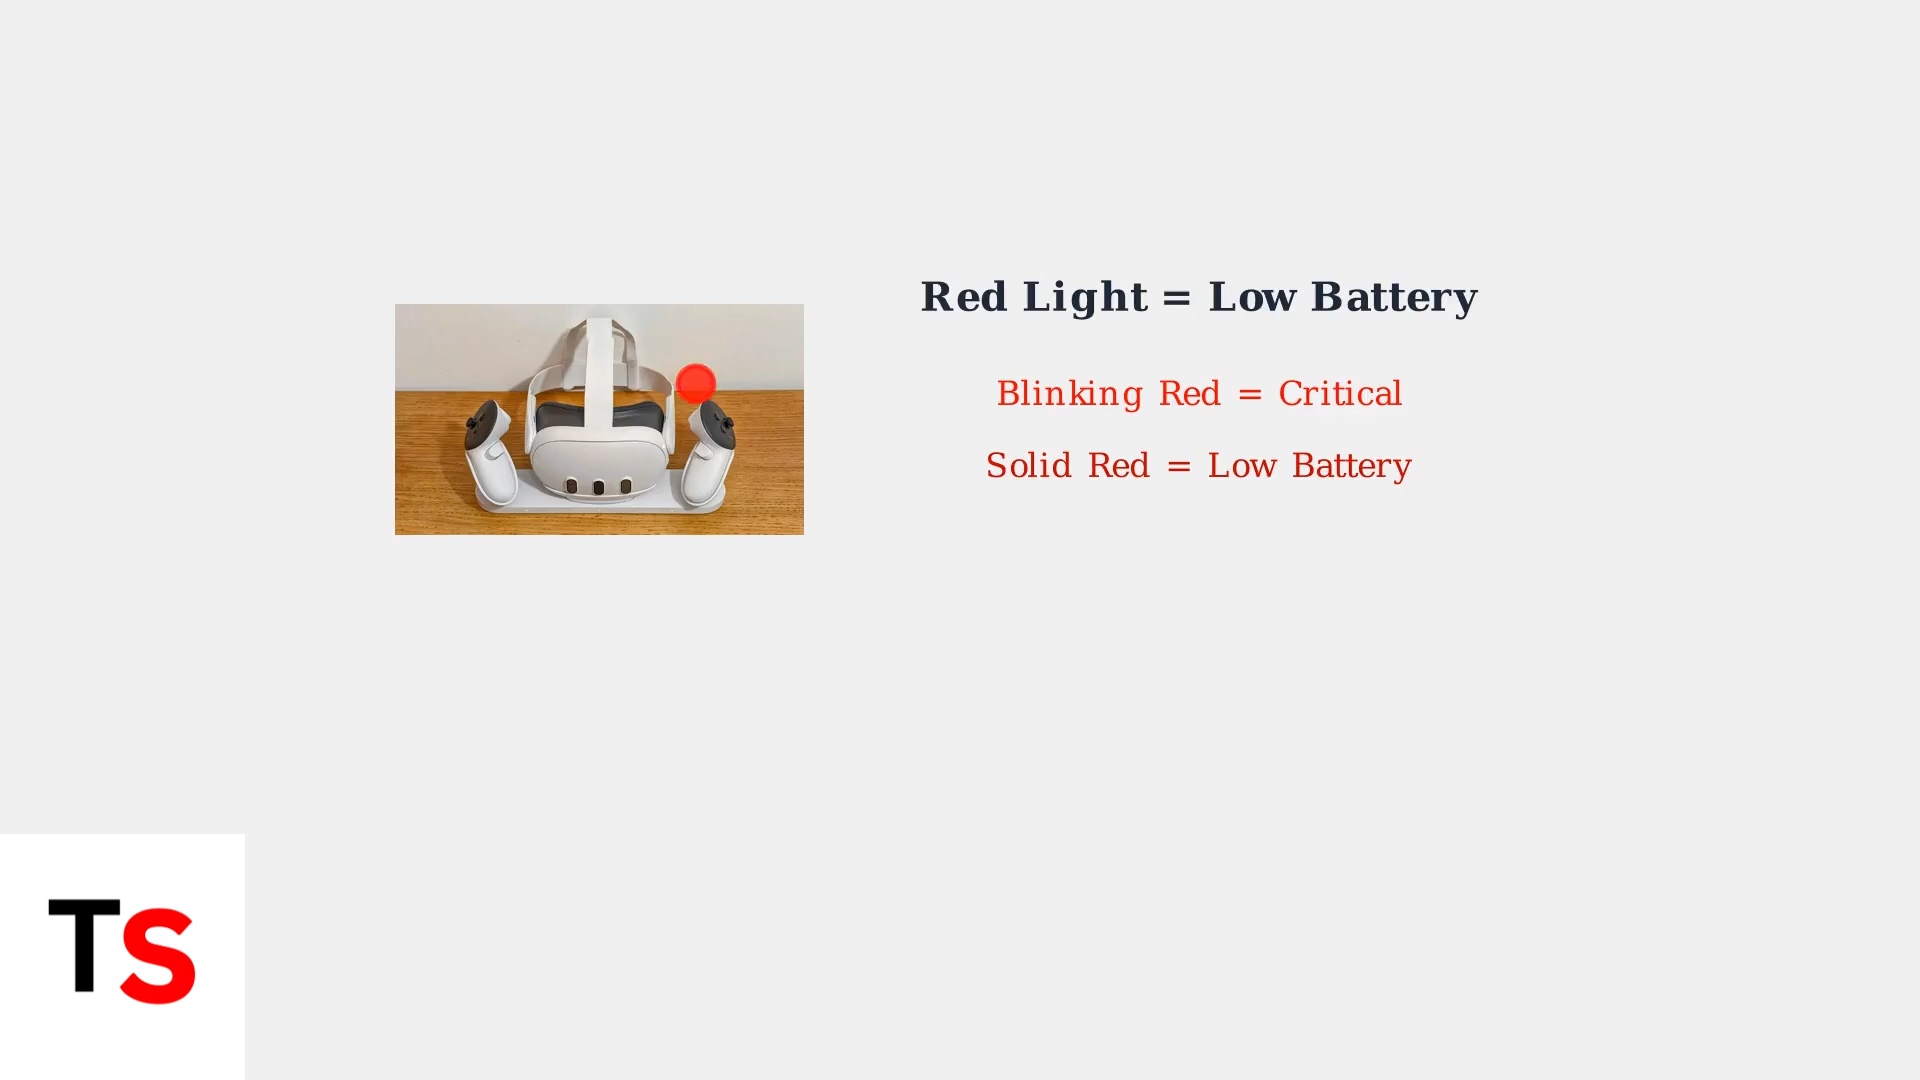 Red Light = Low Battery
Blinking Red = Critical
Solid Red = Low Battery
TS